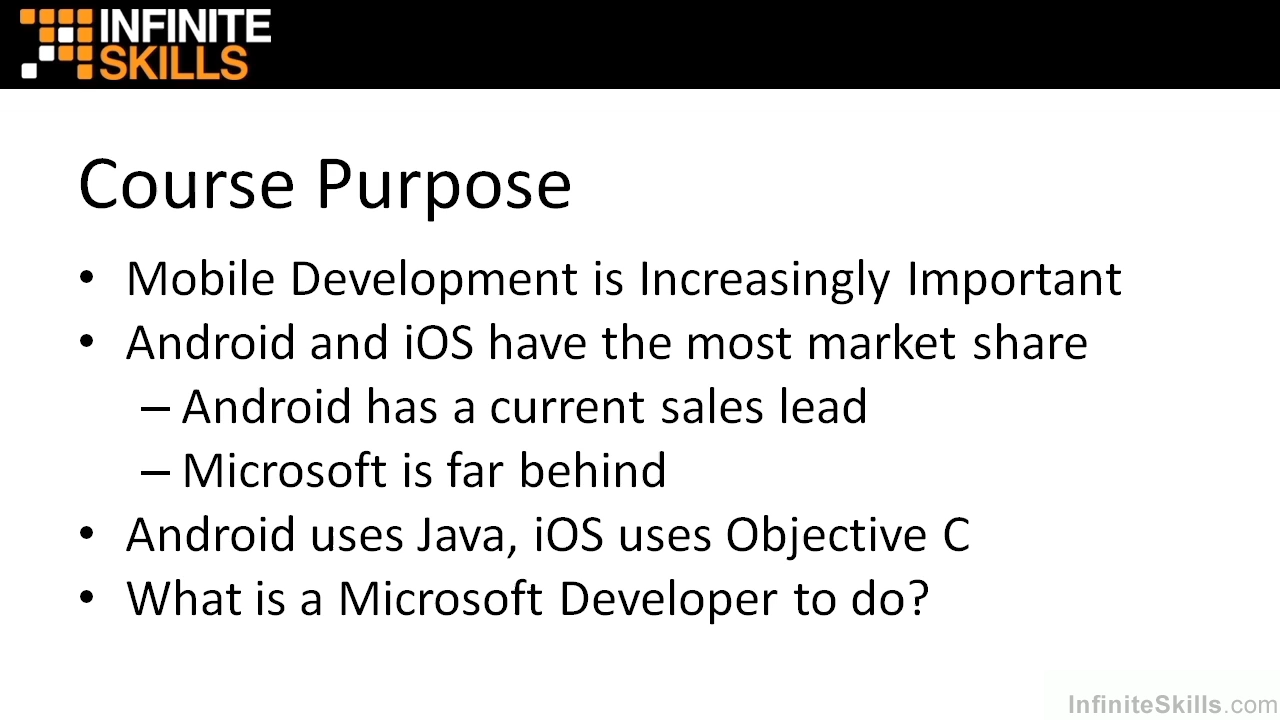 INFINITE
SKILLS
Course Purpose
• Mobile Development is Increasingly Important
• Android and iOS have the most market share
– Android has a current sales lead
– Microsoft is far behind
• Android uses Java, iOS uses Objective C
• What is a Microsoft Developer to do?
InfiniteSkills.com